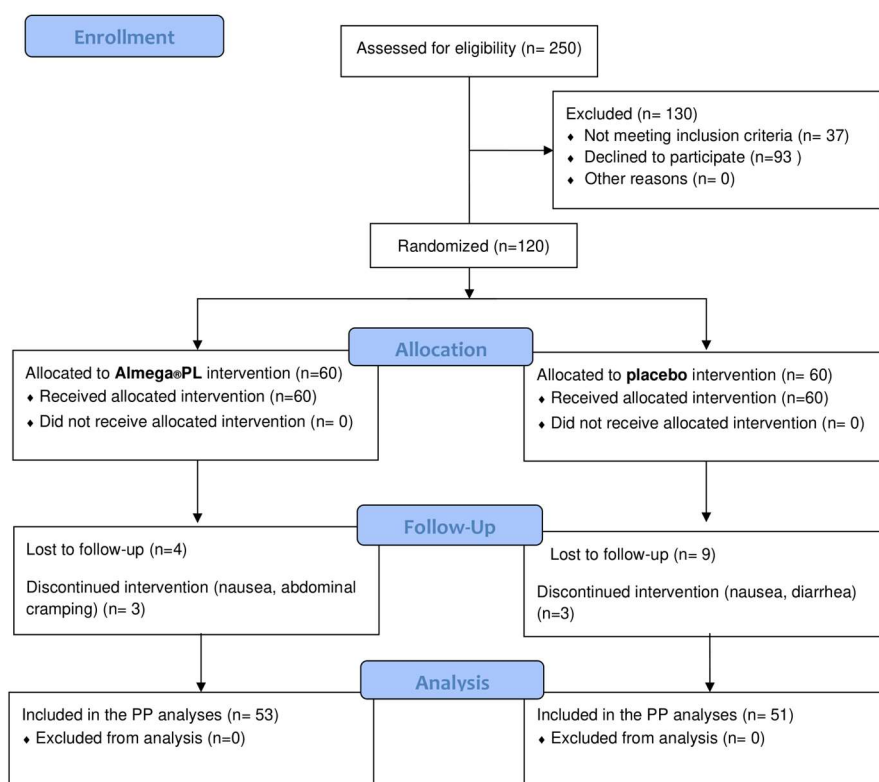 Enrollment
Assessed for eligibility (n= 250)
Excluded (n= 130)
♦ Not meeting inclusion criteria (n= 37)
♦ Declined to participate (n=93 )
♦ Other reasons (n= 0)
Randomized (n=120)
Allocation
Allocated to Almega®PL intervention (n=60)
♦ Received allocated intervention (n=60)
♦ Did not receive allocated intervention (n= 0)
Allocated to placebo intervention (n= 60)
♦ Received allocated intervention (n=60)
♦ Did not receive allocated intervention (n= 0)
Follow-Up
Lost to follow-up (n=4)
Discontinued intervention (nausea, abdominal
cramping) (n= 3)
Lost to follow-up (n= 9)
Discontinued intervention (nausea, diarrhea)
(n=3)
Analysis
Included in the PP analyses (n= 53)
♦ Excluded from analysis (n=0)
Included in the PP analyses (n= 51)
♦ Excluded from analysis (n= 0)